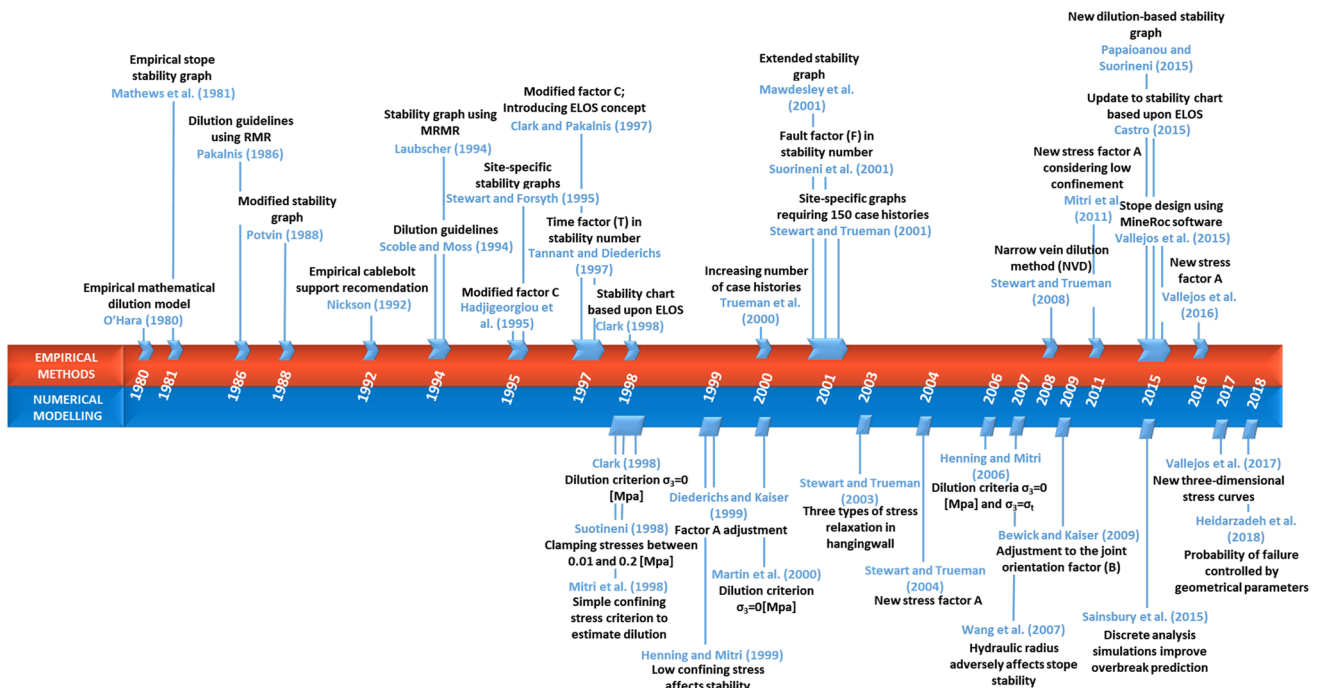 Empirical stope
stability graph
Mathews et al. (1981)
Dilution guidelines
using RMR
Pakalnis (1986)
Modified stability
graph
Potvin (1988)
Empirical mathematical
dilution model
O'Hara (1980)
Empirical cablebolt
support recomendation
Nickson (1992)
Stability graph using
MRMR
Laubscher (1994)
Dilution guidelines
Scoble and Moss (1994)
Site-specific
stability graphs
Stewart and Forsyth (1995)
Modified factor C
Hadjigeorgiou et
al. (1995)
Modified factor C;
Introducing ELOS concept
Clark and Pakalnis (1997)
Time factor (T) in
stability number
Tannant and Diederichs
(1997)
Stability chart
based upon ELOS
Clark (1998)
Increasing number
of case histories
Trueman et al.
(2000)
Extended stability
graph
Mawdesley et al.
(2001)
Fault factor (F) in
stability number
Suorineni et al. (2001)
Site-specific graphs
requiring 150 case histories
Stewart and Trueman (2001)
Narrow vein dilution
method (NVD)
Stewart and Trueman
(2008)
New stress factor A
considering low
confinement
Mitri et al.
(2011)
New dilution-based stability
graph
Papaioanou and
Suorineni (2015)
Update to stability chart
based upon ELOS
Castro (2015)
Stope design using
MineRoc software
Vallejos et al. (2015)
New stress
factor A
Vallejos et al.
(2016)
EMPIRICAL
METHODS
NUMERICAL
MODELLING
1980
1981
1986
1988
1992
1994
1995
1997
1998
1999
2000
2001
2003
2004
2006
2007
2008
2009
2011
2015
2016
2017
2018
Clark (1998)
Dilution criterion σ₃=0
[Mpa]
Suotineni (1998)
Clamping stresses between
0.01 and 0.2 [Mpa]
Mitri et al. (1998)
Simple confining
stress criterion to
estimate dilution
Diederichs and Kaiser
(1999)
Factor A adjustment
Henning and Mitri (1999)
Low confining stress
affects stability
Martin et al. (2000)
Dilution criterion
σ₃=0[Mpa]
Stewart and Trueman
(2003)
Three types of stress
relaxation in
hangingwall
Stewart and Trueman
(2004)
New stress factor A
Henning and Mitri
(2006)
Dilution criteria σ₃=0
[Mpa] and σ₃=σₜ
Wang et al. (2007)
Hydraulic radius
adversely affects stope
stability
Bewick and Kaiser (2009)
Adjustment to the joint
orientation factor (B)
Sainsbury et al. (2015)
Discrete analysis
simulations improve
overbreak prediction
Vallejos et al. (2017)
New three-dimensional
stress curves
Heidarzadeh et al.
(2018)
Probability of failure
controlled by
geometrical parameters